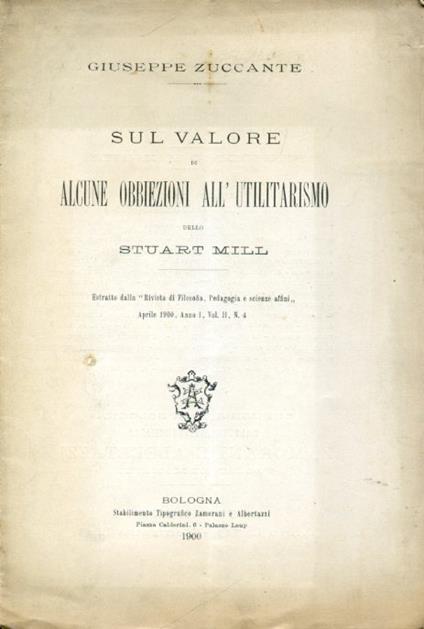 GIUSEPPE ZUCCANTE
SUL VALORE
DI
ALCUNE OBBIEZIONI ALL' UTILITARISMO
DELLO
STUART MILL
Estratto dalla "Rivista di Filosofia, Pedagogia e scienze affini„
Aprile 1900, Anno I, Vol. II, N. 4
BOLOGNA
Stabilimento Tipografico Zamorani e Albertazzi
Piazza Calderini, 6 - Palazzo Loup
1900